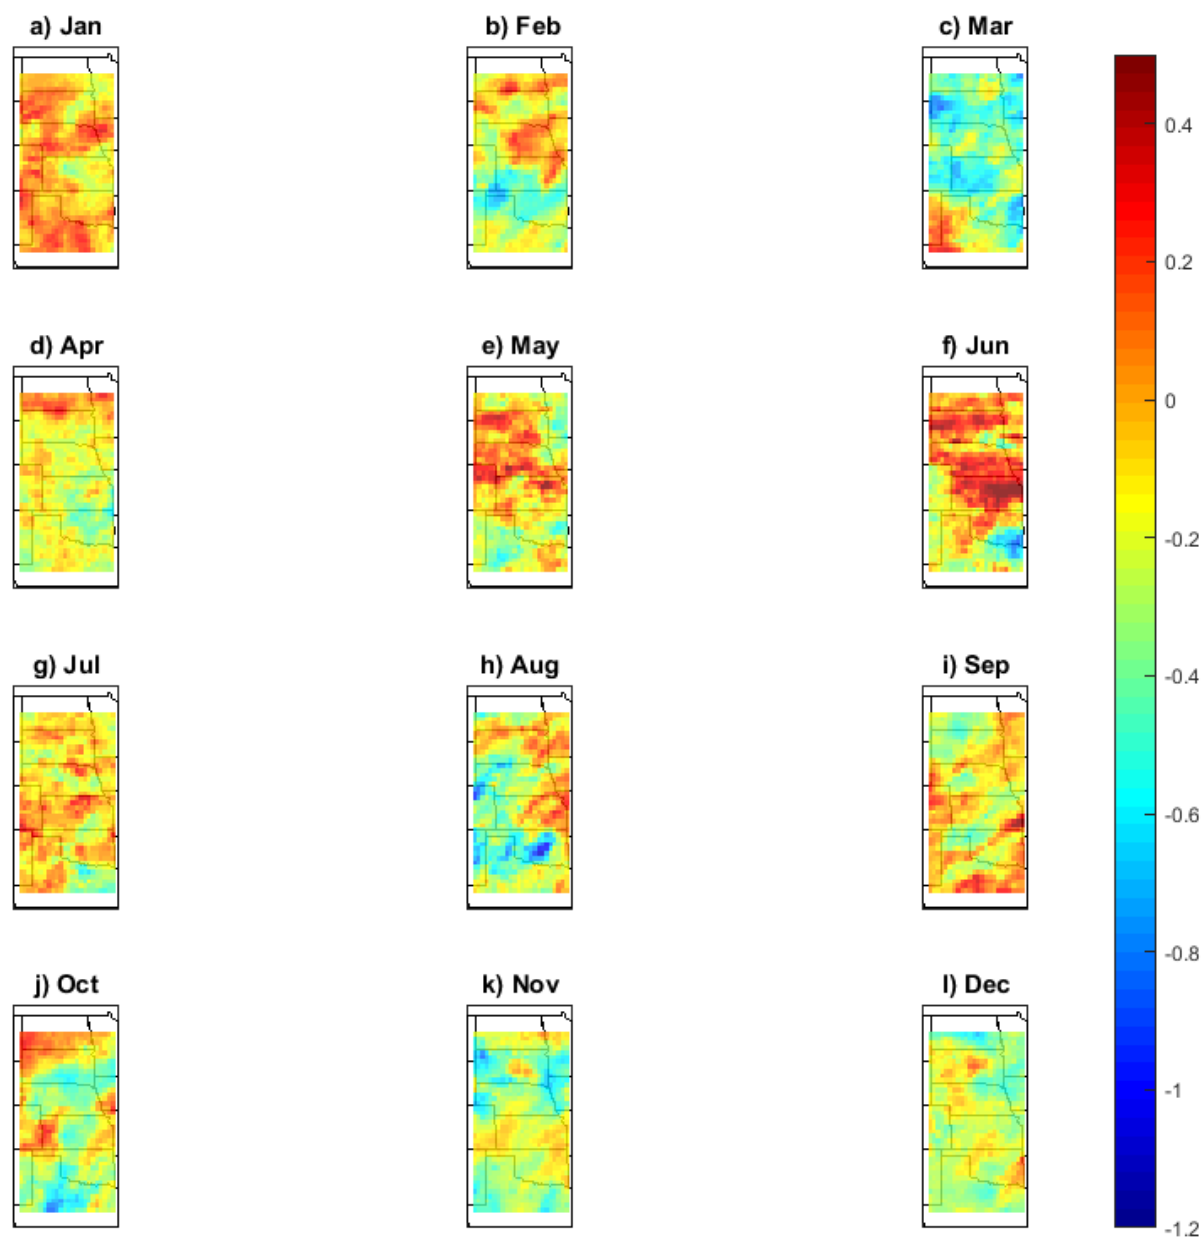 a) Jan
b) Feb
c) Mar
d) Apr
e) May
f) Jun
g) Jul
h) Aug
i) Sep
j) Oct
k) Nov
l) Dec
0.4
0.2
0
-0.2
-0.4
-0.6
-0.8
-1
-1.2